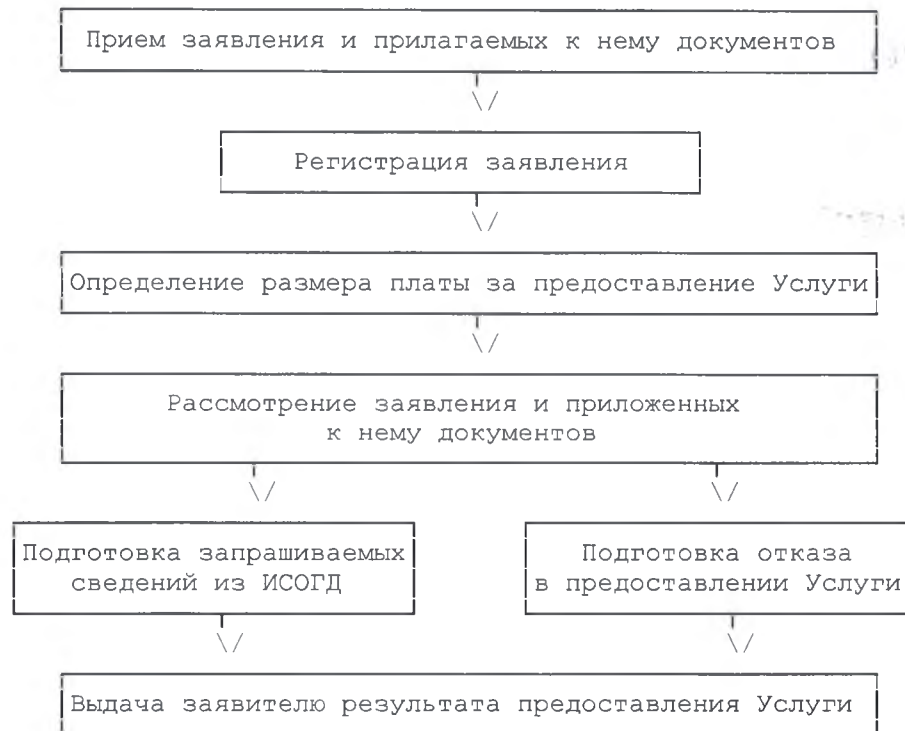 Прием заявления и прилагаемых к нему документов
Регистрация заявления
Определение размера платы за предоставление Услуги
Рассмотрение заявления и приложенных
к нему документов
Подготовка запрашиваемых
сведений из ИСОГД
Подготовка отказа
в предоставлении Услуги
Выдача заявителю результата предоставления Услуги